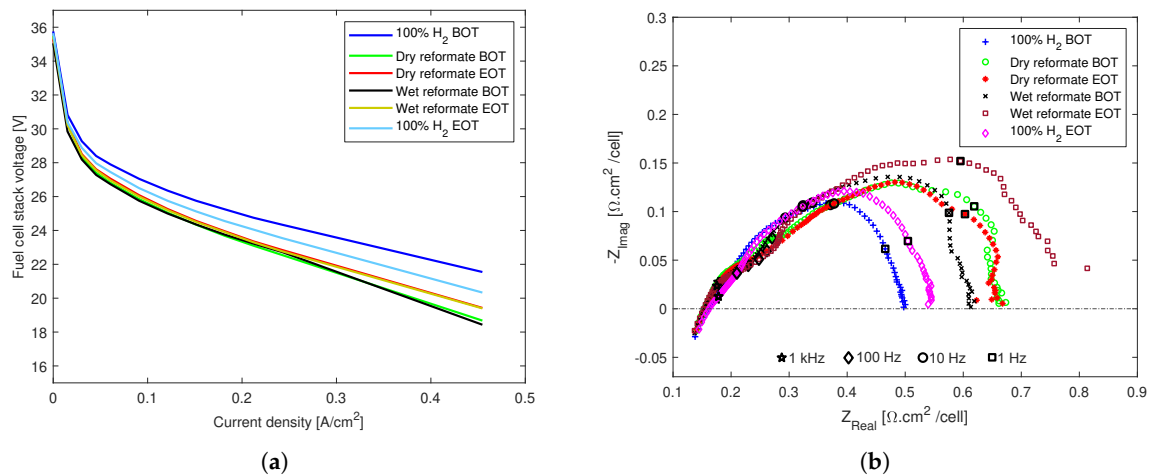 36
34
32
30
28
26
24
22
20
18
16
0
0.1
0.2
0.3
0.4
0.5
Fuel cell stack voltage [V]
Current density [A/cm²]
100% H₂ BOT
Dry reformate BOT
Dry reformate EOT
Wet reformate BOT
Wet reformate EOT
100% H₂ EOT
(a)
0.3
0.25
0.2
0.15
0.1
0.05
0
-0.05
0.1
0.2
0.3
0.4
0.5
0.6
0.7
0.8
0.9
-Z_Imag [Ω.cm² /cell]
Z_Real [Ω.cm² /cell]
100% H₂ BOT
Dry reformate BOT
Dry reformate EOT
Wet reformate BOT
Wet reformate EOT
100% H₂ EOT
1 kHz
100 Hz
10 Hz
1 Hz
(b)